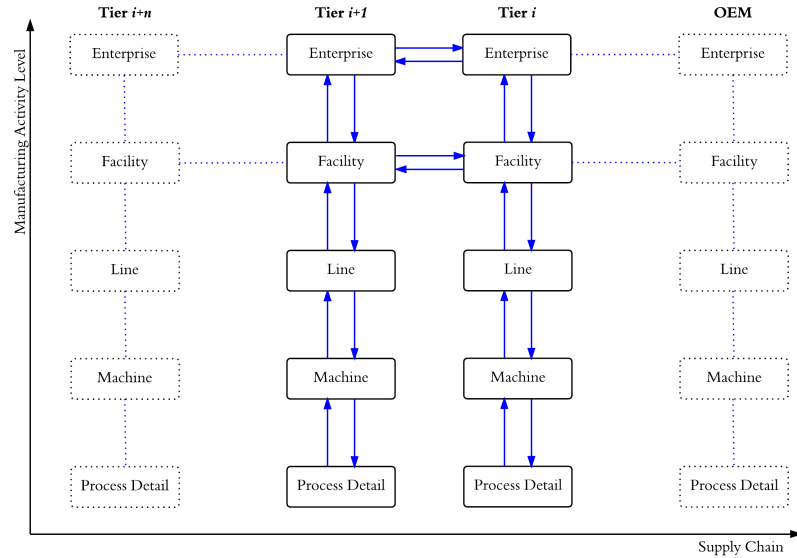 Tier i+n Tier i+1 Tier i OEM
Manufacturing Activity Level
Enterprise Enterprise Enterprise Enterprise
Facility Facility Facility Facility
Line Line Line Line
Machine Machine Machine Machine
Process Detail Process Detail Process Detail Process Detail
Supply Chain